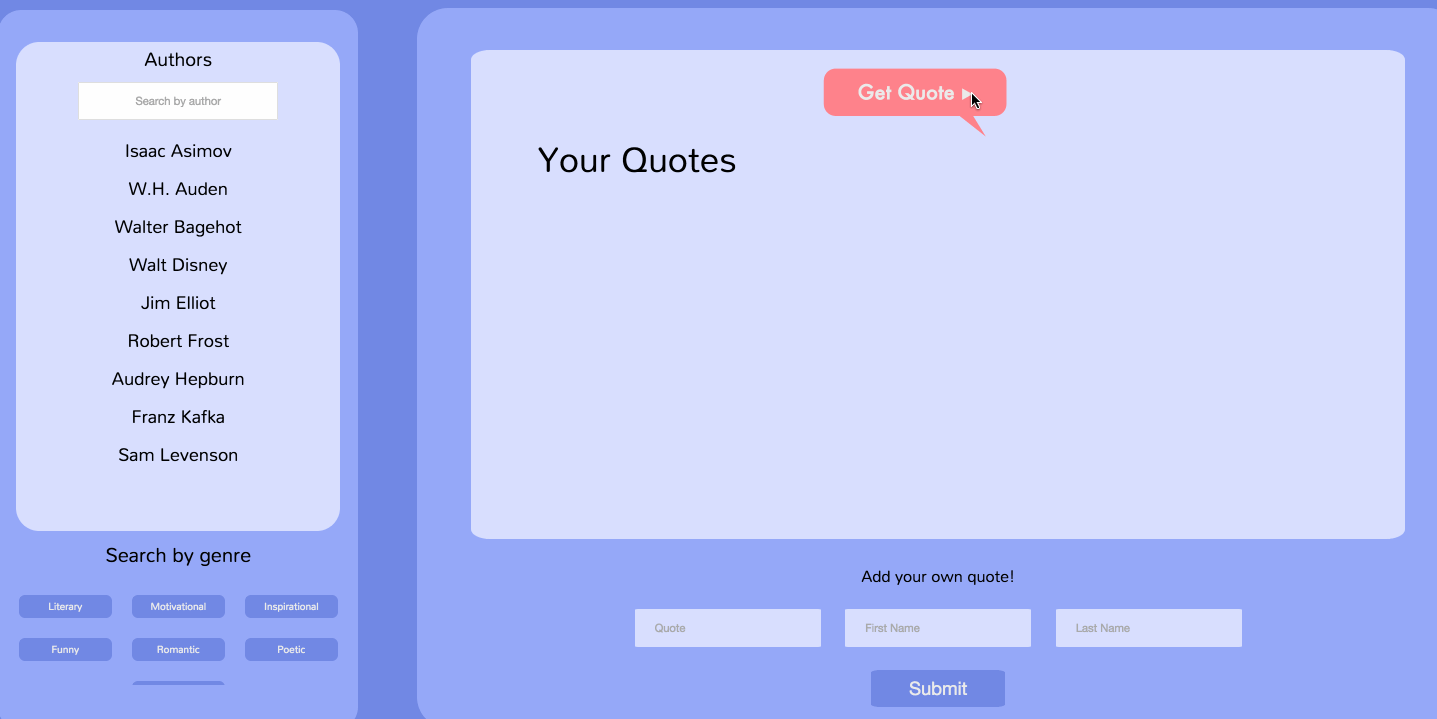 Authors
Search by author
Isaac Asimov
W.H. Auden
Walter Bagehot
Walt Disney
Jim Elliot
Robert Frost
Audrey Hepburn
Franz Kafka
Sam Levenson
Search by genre
Literary Motivational Inspirational
Funny Romantic Poetic
Get Quote ▶
Your Quotes
Add your own quote!
Quote First Name Last Name
Submit